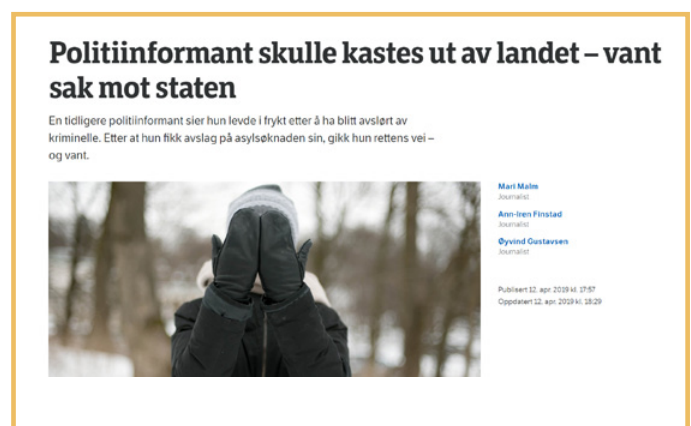 Politiinformant skulle kastes ut av landet – vant
sak mot staten
En tidligere politiinformant sier hun levde i frykt etter å ha blitt avslørt av
kriminelle. Etter at hun fikk avslag på asylsøknaden sin, gikk hun rettens vei –
og vant.
Mari Malm
Journalist
Ann-Iren Finstad
Journalist
Øyvind Gustavsen
Journalist
Publisert 12. apr. 2019 kl. 17:57
Oppdatert 12. apr. 2019 kl. 18:29